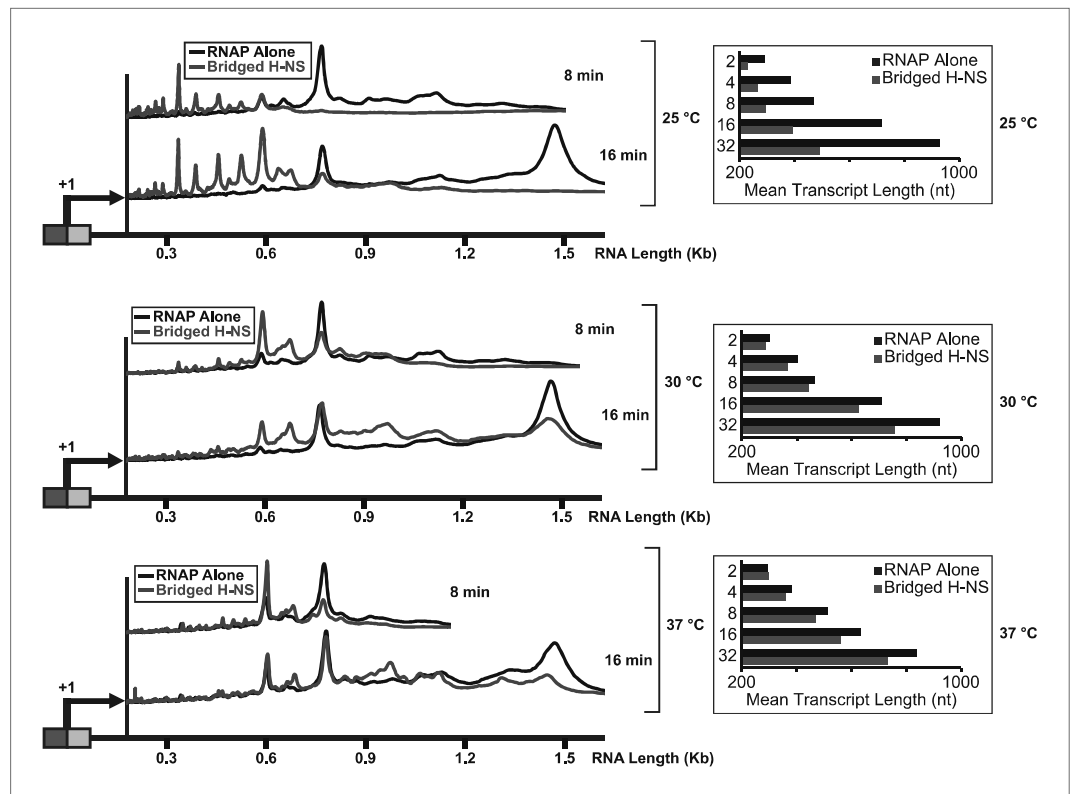 RNAP Alone
Bridged H-NS
8 min
16 min
25 °C
+1
0.3 0.6 0.9 1.2 1.5 RNA Length (Kb)
2
4
8
16
32
RNAP Alone
Bridged H-NS
200 1000
Mean Transcript Length (nt)
25 °C
RNAP Alone
Bridged H-NS
8 min
16 min
30 °C
+1
0.3 0.6 0.9 1.2 1.5 RNA Length (Kb)
2
4
8
16
32
RNAP Alone
Bridged H-NS
200 1000
Mean Transcript Length (nt)
30 °C
RNAP Alone
Bridged H-NS
8 min
16 min
37 °C
+1
0.3 0.6 0.9 1.2 1.5 RNA Length (Kb)
2
4
8
16
32
RNAP Alone
Bridged H-NS
200 1000
Mean Transcript Length (nt)
37 °C